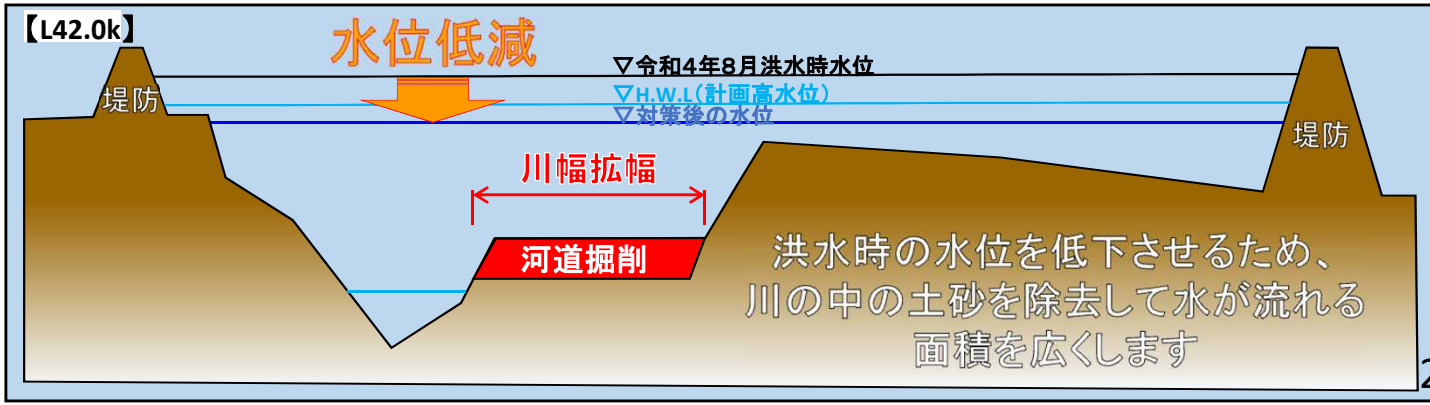 【L42.0k】
水位低減
▽令和4年8月洪水時水位
▽H.W.L(計画高水位)
▽対策後の水位
堤防
堤防
川幅拡幅
河道掘削
洪水時の水位を低下させるため、
川の中の土砂を除去して水が流れる
面積を広くします
2